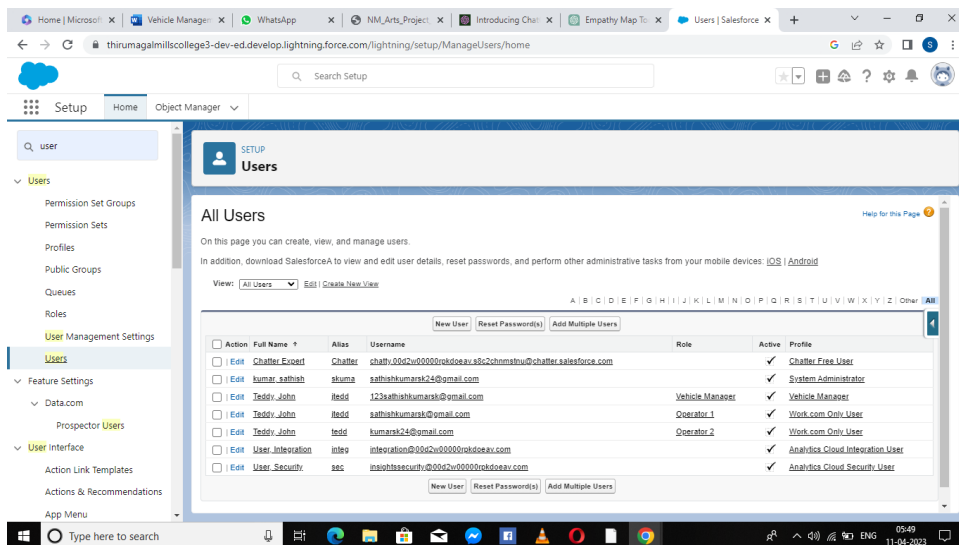 Home | Microsoft
Vehicle Manager
WhatsApp
NM_Arts_Project
Introducing Chat
Empathy Map To
Users | Salesforce
thirumagalmillscollege3-dev-ed.develop.lightning.force.com/lightning/setup/ManageUsers/home
G
S
Search Setup
Setup Home Object Manager
user
Users
Permission Set Groups
Permission Sets
Profiles
Public Groups
Queues
Roles
User Management Settings
Users
Feature Settings
Data.com
Prospector Users
User Interface
Action Link Templates
Actions & Recommendations
App Menu
SETUP
Users
All Users
Help for this Page ?
On this page you can create, view, and manage users.
In addition, download SalesforceA to view and edit user details, reset passwords, and perform other administrative tasks from your mobile devices: iOS | Android
View: All Users Edit | Create New View
A | B | C | D | E | F | G | H | I | J | K | L | M | N | O | P | Q | R | S | T | U | V | W | X | Y | Z | Other | All
New User Reset Password(s) Add Multiple Users
Action Full Name ↑ Alias Username Role Active Profile
Edit Chatter Expert Chatter chatty.00d2w00000rpkdoeav.s8c2chnmstnu@chatter.salesforce.com ✓ Chatter Free User
Edit kumar, sathish skuma sathishkumarsk24@gmail.com ✓ System Administrator
Edit Teddy, John jtedd 123sathishkumarsk@gmail.com Vehicle Manager ✓ Vehicle Manager
Edit Teddy, John jtedd sathishkumarsk@gmail.com Operator 1 ✓ Work.com Only User
Edit Teddy, John tedd kumarsk24@gmail.com Operator 2 ✓ Work.com Only User
Edit User, Integration integ integration@00d2w00000rpkdoeav.com ✓ Analytics Cloud Integration User
Edit User, Security sec insightssecurity@00d2w00000rpkdoeav.com ✓ Analytics Cloud Security User
New User Reset Password(s) Add Multiple Users
Type here to search
ENG
05:49
11-04-2023